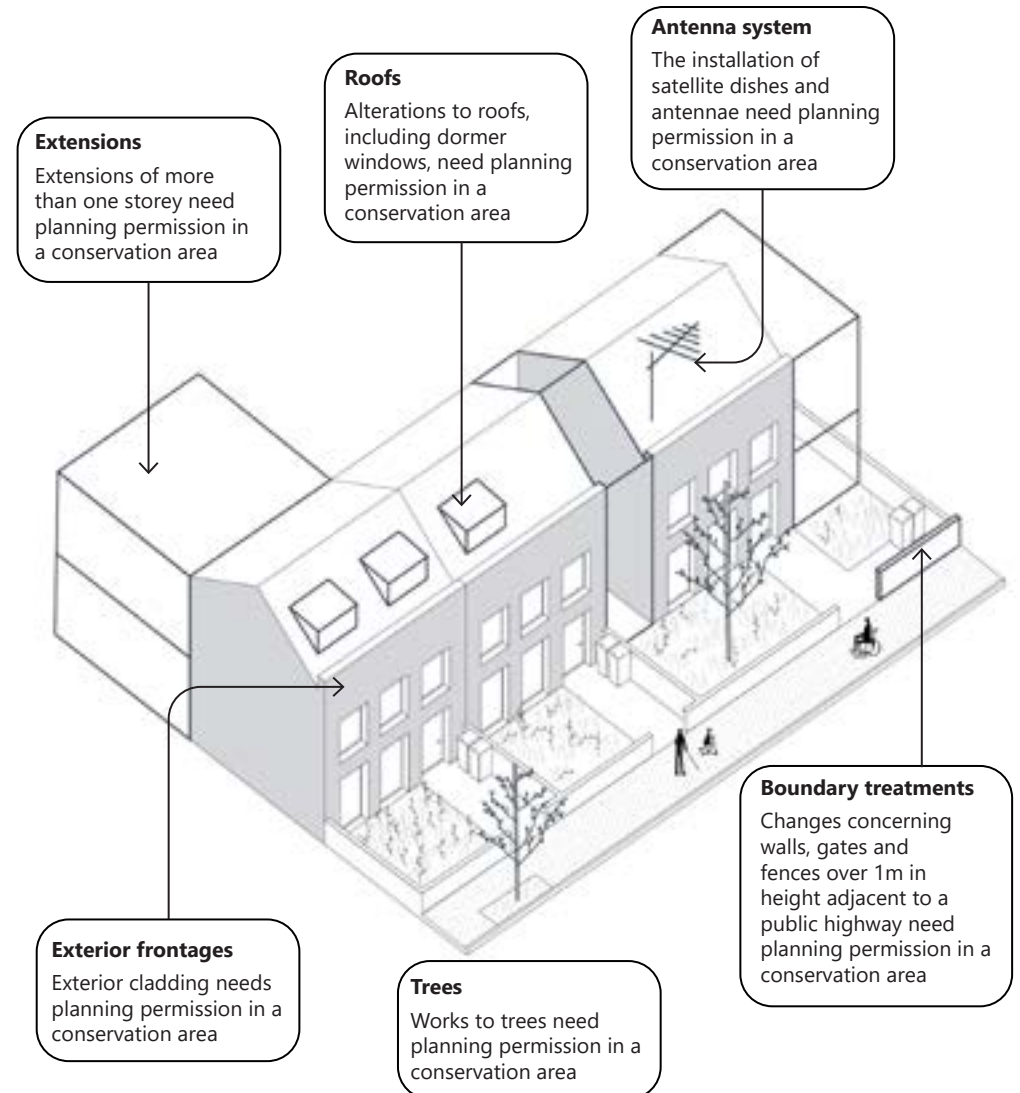 Antenna system
The installation of
satellite dishes and
antennae need planning
permission in a
conservation area
Roofs
Alterations to roofs,
including dormer
windows, need planning
permission in a
conservation area
Extensions
Extensions of more
than one storey need
planning permission in
a conservation area
Boundary treatments
Changes concerning
walls, gates and
fences over 1m in
height adjacent to a
public highway need
planning permission in a
conservation area
Exterior frontages
Exterior cladding needs
planning permission in a
conservation area
Trees
Works to trees need
planning permission in a
conservation area